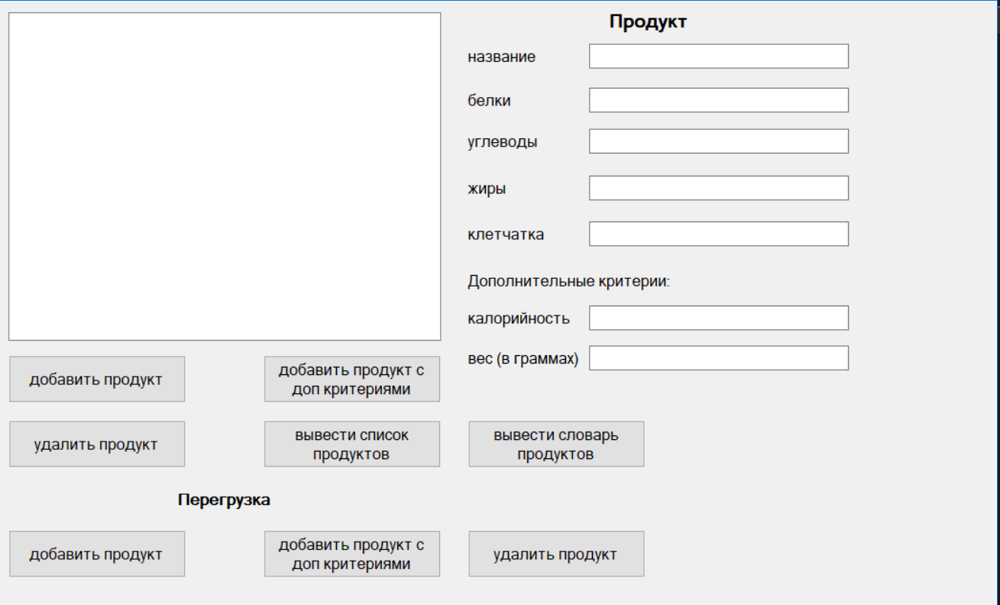 Продукт
название
белки
углеводы
жиры
клетчатка
Дополнительные критерии:
калорийность
вес (в граммах)
добавить продукт
добавить продукт с
доп критериями
удалить продукт
вывести список
продуктов
вывести словарь
продуктов
Перегрузка
добавить продукт
добавить продукт с
доп критериями
удалить продукт